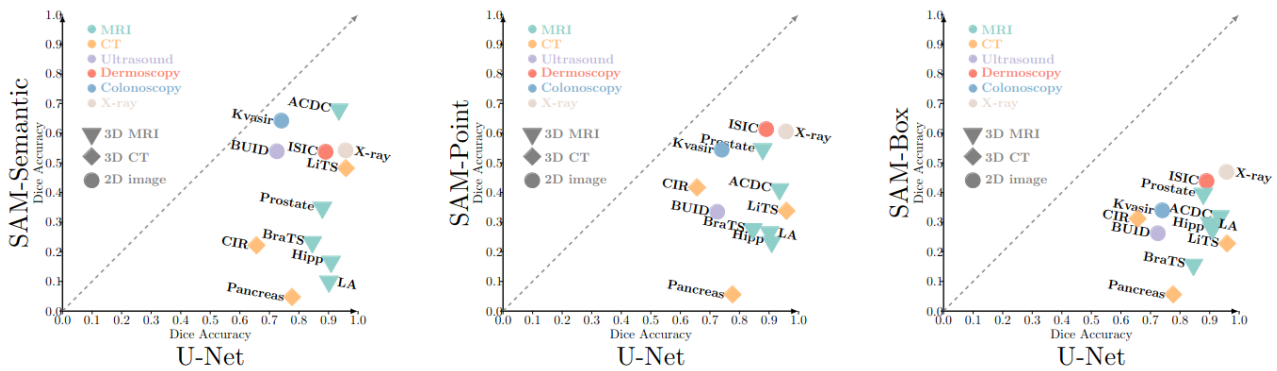 SAM-Semantic
Dice Accuracy
1.0
0.9
0.8
0.7
0.6
0.5
0.4
0.3
0.2
0.1
0.0
MRI
CT
Ultrasound
Dermoscopy
Colonoscopy
X-ray
3D MRI
3D CT
2D image
ACDC
Kvasir
BUID
ISIC
X-ray
LiTS
Prostate
CIR
BraTS
Hipp
LA
Pancreas
0.0 0.1 0.2 0.3 0.4 0.5 0.6 0.7 0.8 0.9 1.0
Dice Accuracy
U-Net
SAM-Point
Dice Accuracy
1.0
0.9
0.8
0.7
0.6
0.5
0.4
0.3
0.2
0.1
0.0
MRI
CT
Ultrasound
Dermoscopy
Colonoscopy
X-ray
3D MRI
3D CT
2D image
ISIC
X-ray
Prostate
Kvasir
CIR
ACDC
BUID
LiTS
BraTS
Hipp
LA
Pancreas
0.0 0.1 0.2 0.3 0.4 0.5 0.6 0.7 0.8 0.9 1.0
Dice Accuracy
U-Net
SAM-Box
Dice Accuracy
1.0
0.9
0.8
0.7
0.6
0.5
0.4
0.3
0.2
0.1
0.0
MRI
CT
Ultrasound
Dermoscopy
Colonoscopy
X-ray
3D MRI
3D CT
2D image
ISIC
X-ray
Prostate
Kvasir
ACDC
CIR
Hipp
LA
BUID
LiTS
BraTS
Pancreas
0.0 0.1 0.2 0.3 0.4 0.5 0.6 0.7 0.8 0.9 1.0
Dice Accuracy
U-Net